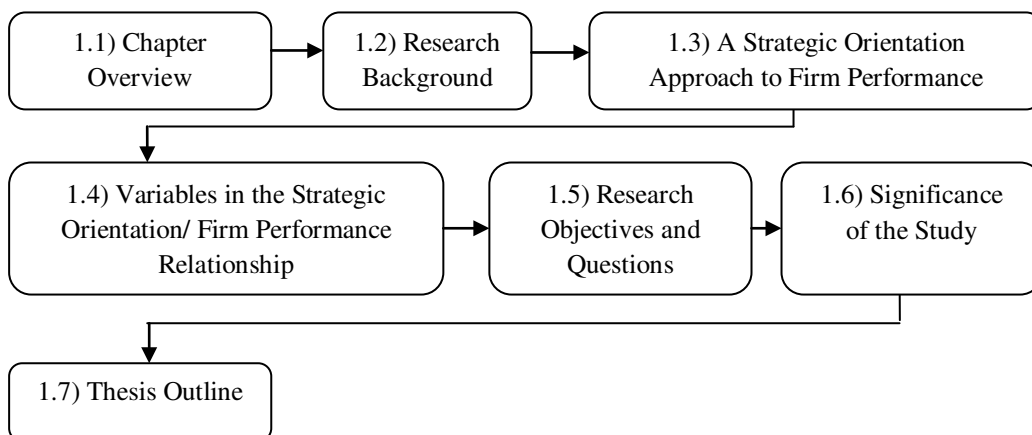 1.1) Chapter
Overview
1.2) Research
Background
1.3) A Strategic Orientation
Approach to Firm Performance
1.4) Variables in the Strategic
Orientation/ Firm Performance
Relationship
1.5) Research
Objectives and
Questions
1.6) Significance
of the Study
1.7) Thesis Outline